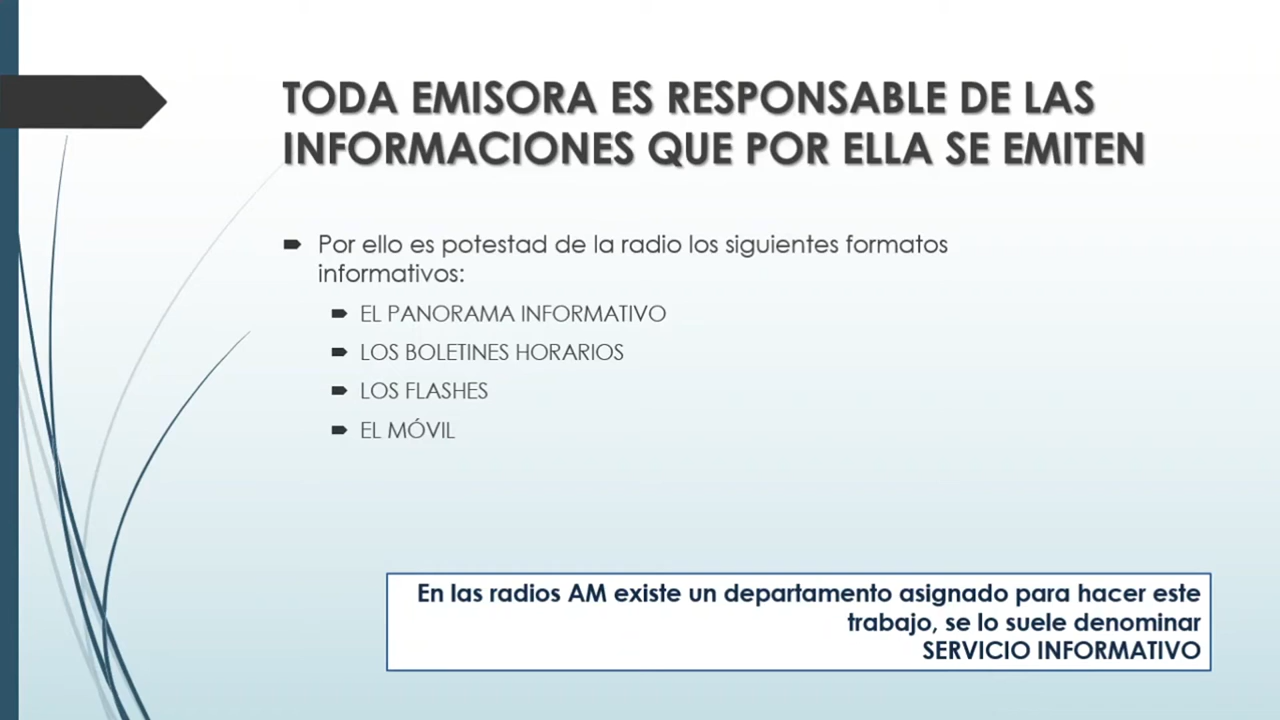 TODA EMISORA ES RESPONSABLE DE LAS
INFORMACIONES QUE POR ELLA SE EMITEN
Por ello es potestad de la radio los siguientes formatos
informativos:
EL PANORAMA INFORMATIVO
LOS BOLETINES HORARIOS
LOS FLASHES
EL MÓVIL
En las radios AM existe un departamento asignado para hacer este
trabajo, se lo suele denominar
SERVICIO INFORMATIVO